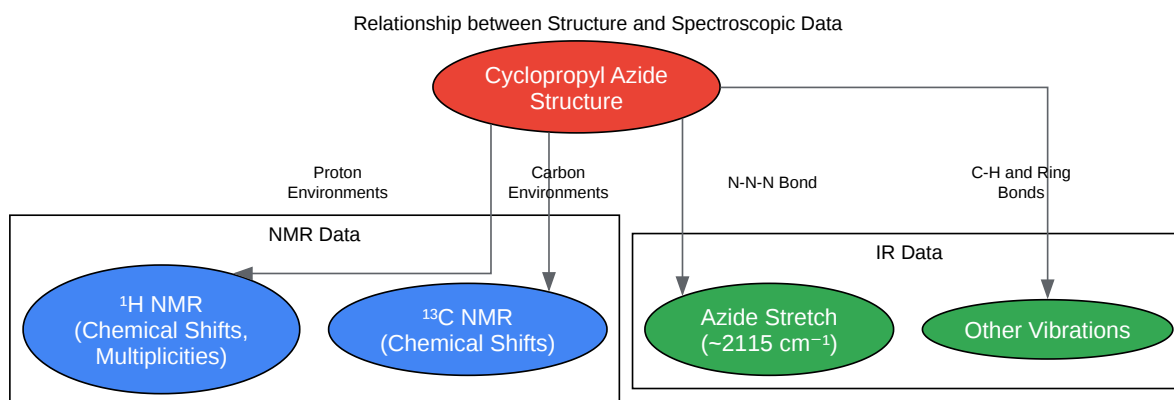 Relationship between Structure and Spectroscopic Data
Cyclopropyl Azide
Structure
Proton
Environments
Carbon
Environments
N-N-N Bond
C-H and Ring
Bonds
NMR Data
IR Data
¹H NMR
(Chemical Shifts,
Multiplicities)
¹³C NMR
(Chemical Shifts)
Azide Stretch
(~2115 cm⁻¹)
Other Vibrations